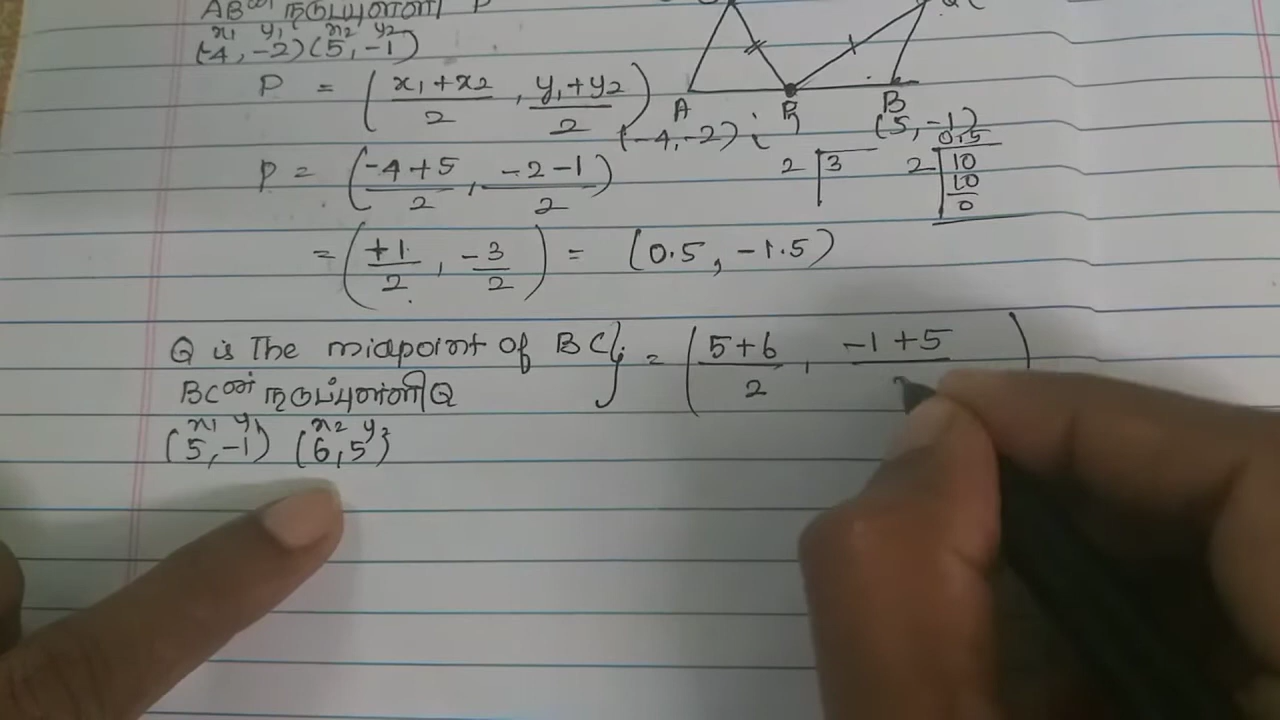 ABன் நடுப்புள்ளி P
x1 y1 x2 y2
(-4, -2) (5, -1)
P = (x1 + x2 / 2 , y1 + y2 / 2)
A B
(-4, -2) (5, -1)
P = (-4+5 / 2 , -2-1 / 2)
2 3
0.5
2 10
10
0
= (+1 / 2 , -3 / 2) = (0.5, -1.5)
Q is The midpoint of BC } = (5+6 / 2 , -1+5 / )
BCன் நடுப்புள்ளி Q
x1 y1 x2 y2
(5, -1) (6, 5)